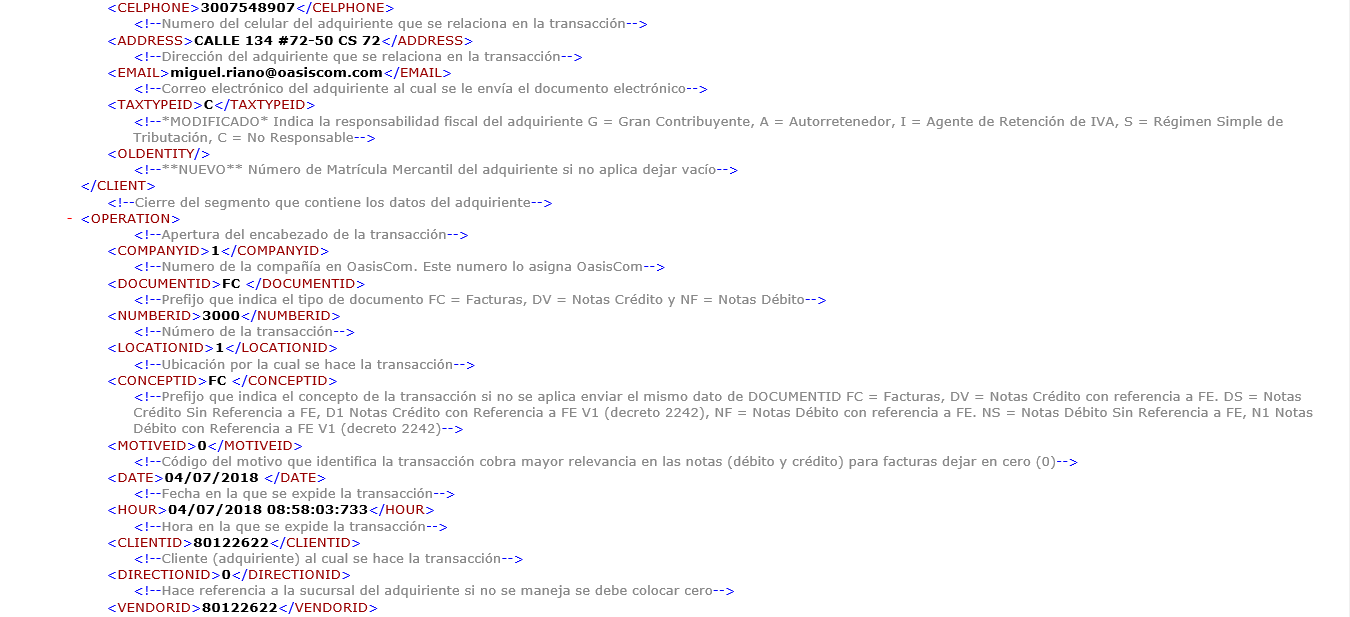 <CELPHONE>3007548907</CELPHONE>
<!--Numero del celular del adquiriente que se relaciona en la transacción-->
<ADDRESS>CALLE 134 #72-50 CS 72</ADDRESS>
<!--Dirección del adquiriente que se relaciona en la transacción-->
<EMAIL>miguel.riano@oasiscom.com</EMAIL>
<!--Correo electrónico del adquiriente al cual se le envía el documento electrónico-->
<TAXTYPEID>C</TAXTYPEID>
<!--*MODIFICADO* Indica la responsabilidad fiscal del adquiriente G = Gran Contribuyente, A = Autorretenedor, I = Agente de Retención de IVA, S = Régimen Simple de
Tributación, C = No Responsable-->
<OLDENTITY/>
<!--**NUEVO** Número de Matrícula Mercantil del adquiriente si no aplica dejar vacío-->
</CLIENT>
<!--Cierre del segmento que contiene los datos del adquiriente-->
- <OPERATION>
<!--Apertura del encabezado de la transacción-->
<COMPANYID>1</COMPANYID>
<!--Numero de la compañía en OasisCom. Este numero lo asigna OasisCom-->
<DOCUMENTID>FC </DOCUMENTID>
<!--Prefijo que indica el tipo de documento FC = Facturas, DV = Notas Crédito y NF = Notas Débito-->
<NUMBERID>3000</NUMBERID>
<!--Número de la transacción-->
<LOCATIONID>1</LOCATIONID>
<!--Ubicación por la cual se hace la transacción-->
<CONCEPTID>FC </CONCEPTID>
<!--Prefijo que indica el concepto de la transacción si no se aplica enviar el mismo dato de DOCUMENTID FC = Facturas, DV = Notas Crédito con referencia a FE. DS = Notas
Crédito Sin Referencia a FE, D1 Notas Crédito con Referencia a FE V1 (decreto 2242), NF = Notas Débito con referencia a FE. NS = Notas Débito Sin Referencia a FE, N1 Notas
Débito con Referencia a FE V1 (decreto 2242)-->
<MOTIVEID>0</MOTIVEID>
<!--Código del motivo que identifica la transacción cobra mayor relevancia en las notas (débito y crédito) para facturas dejar en cero (0)-->
<DATE>04/07/2018 </DATE>
<!--Fecha en la que se expide la transacción-->
<HOUR>04/07/2018 08:58:03:733</HOUR>
<!--Hora en la que se expide la transacción-->
<CLIENTID>80122622</CLIENTID>
<!--Cliente (adquiriente) al cual se hace la transacción-->
<DIRECTIONID>0</DIRECTIONID>
<!--Hace referencia a la sucursal del adquiriente si no se maneja se debe colocar cero-->
<VENDORID>80122622</VENDORID>